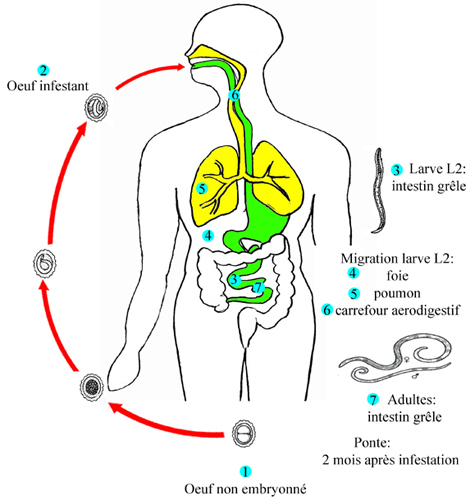 2
Oeuf infestant
6
3 Larve L2:
intestin grêle
5
4
Migration larve L2:
4 foie
5 poumon
6 carrefour aerodigestif
3
7
7 Adultes:
intestin grêle
Ponte:
2 mois après infestation
1
Oeuf non embryonné